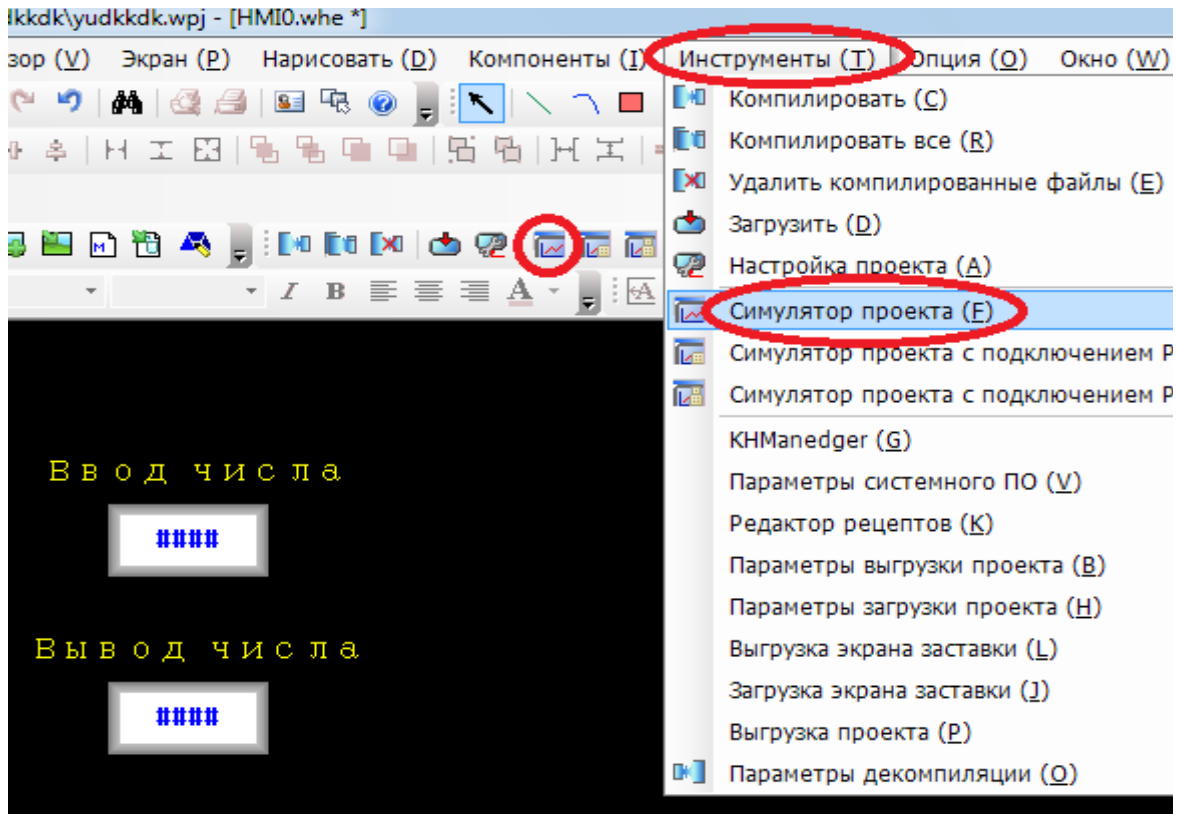 dkkdk\yudkkdk.wpj - [HMI0.whe *]
зор (V) Экран (P) Нарисовать (D) Компоненты (I) Инструменты (T) Опция (O) Окно (W)
Компилировать (C)
Компилировать все (R)
Удалить компилированные файлы (E)
Загрузить (D)
Настройка проекта (A)
I B A A
Симулятор проекта (F)
Симулятор проекта с подключением P
Симулятор проекта с подключением P
KHManedger (G)
Параметры системного ПО (V)
Редактор рецептов (K)
Параметры выгрузки проекта (B)
Параметры загрузки проекта (H)
Выгрузка экрана заставки (L)
Загрузка экрана заставки (J)
Выгрузка проекта (P)
Параметры декомпиляции (O)
Ввод числа
####
Вывод числа
####